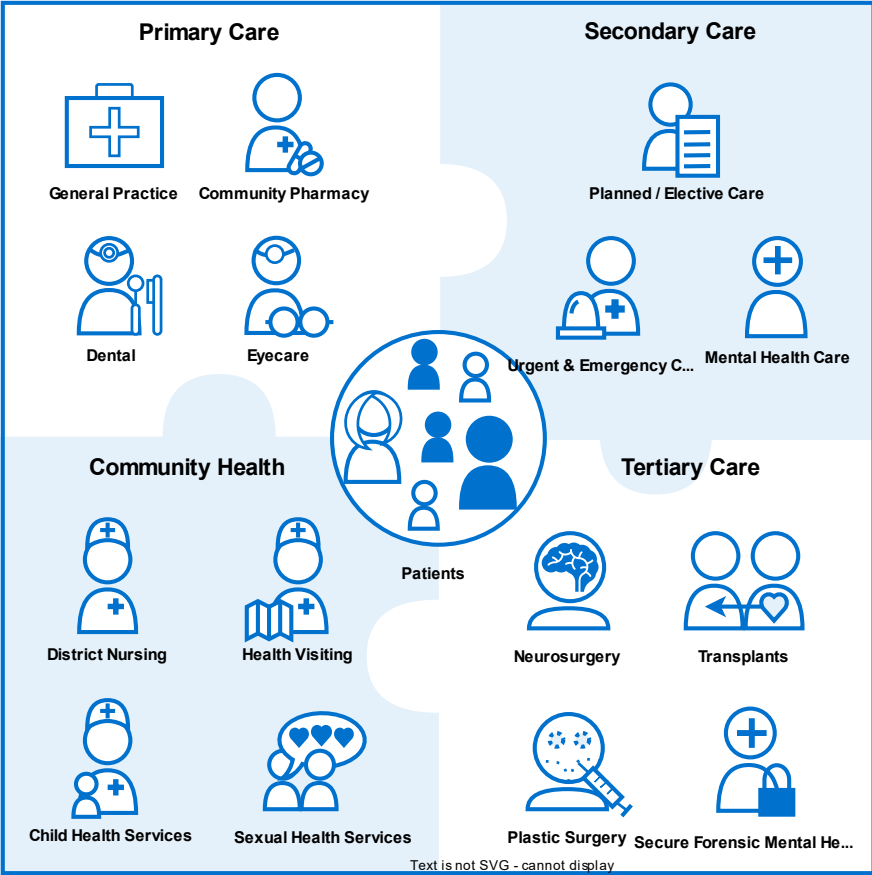 Primary Care
Secondary Care
General Practice
Community Pharmacy
Planned / Elective Care
Dental
Eyecare
Urgent & Emergency C...
Mental Health Care
Community Health
Tertiary Care
Patients
District Nursing
Health Visiting
Neurosurgery
Transplants
Child Health Services
Sexual Health Services
Plastic Surgery
Secure Forensic Mental He...
Text is not SVG - cannot display